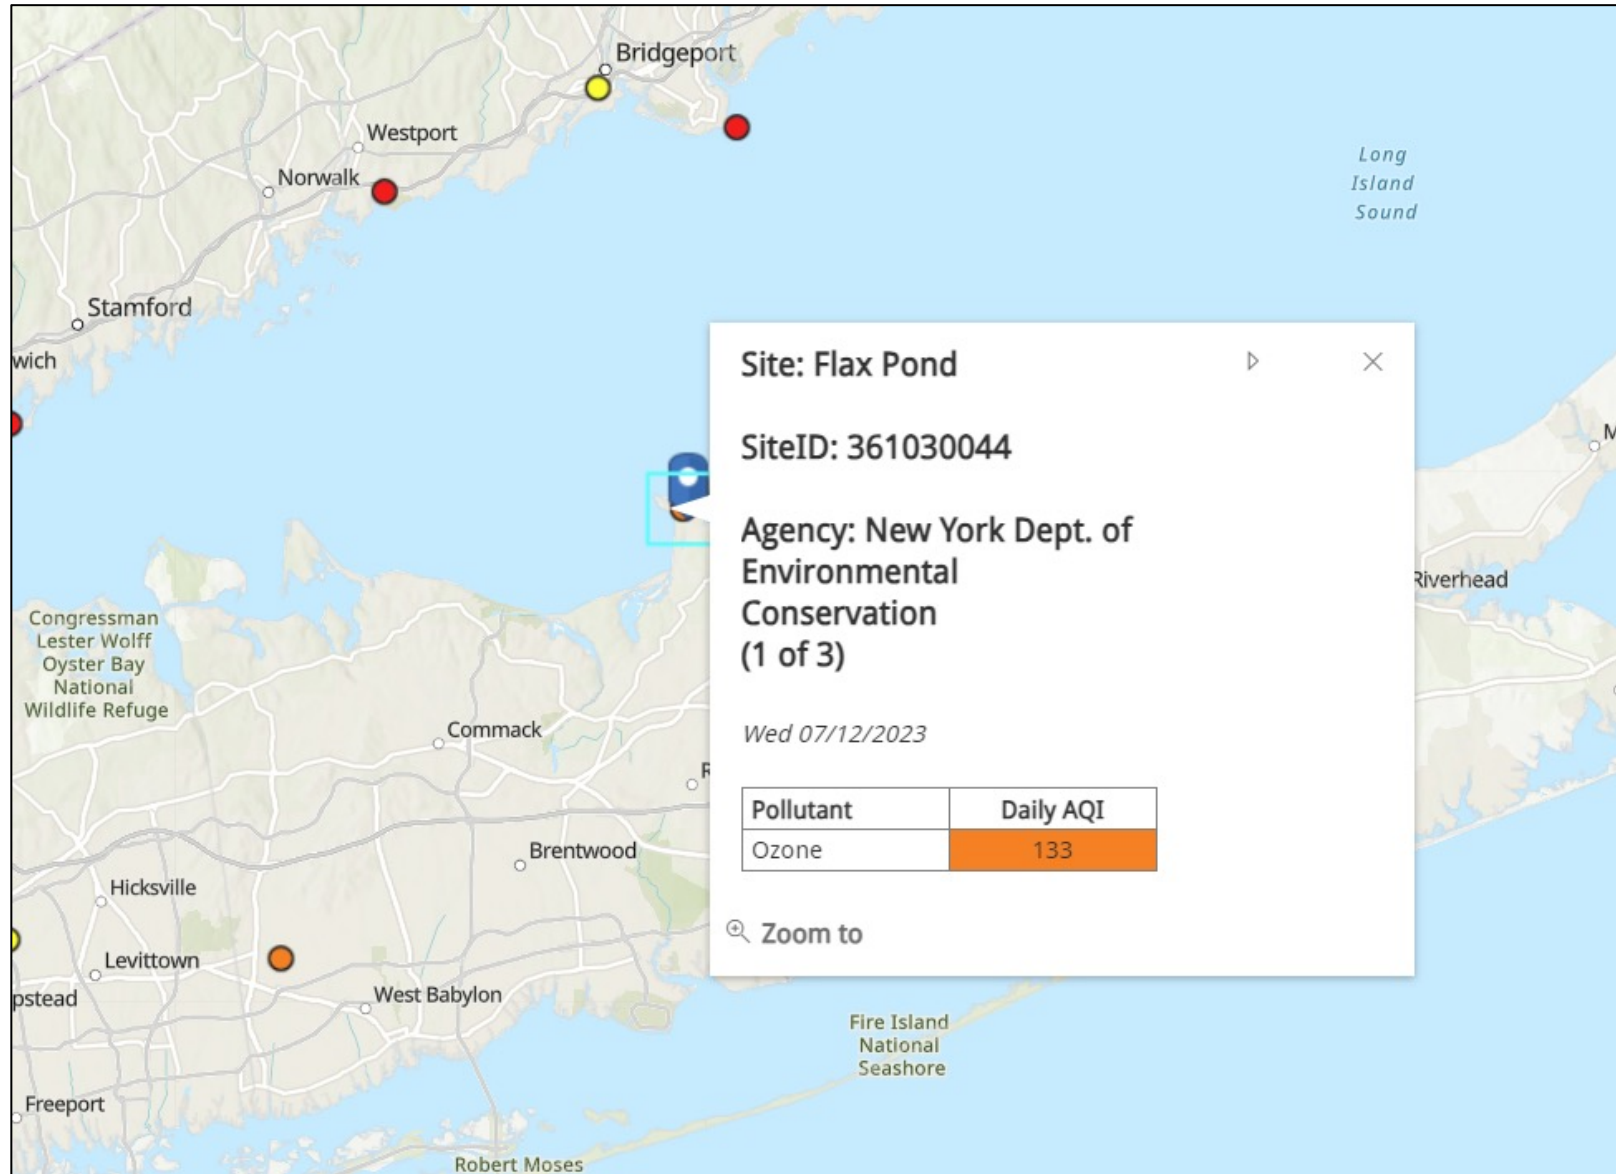 Bridgeport
Westport
Norwalk
Long
Island
Sound
Stamford
wich
Site: Flax Pond
SiteID: 361030044
Agency: New York Dept. of
Environmental
Conservation
(1 of 3)
Wed 07/12/2023
Pollutant Daily AQI
Ozone 133
Zoom to
M
Riverhead
Congressman
Lester Wolff
Oyster Bay
National
Wildlife Refuge
Commack
R
Brentwood
Hicksville
Levittown
pstead
West Babylon
Fire Island
National
Seashore
Freeport
Robert Moses